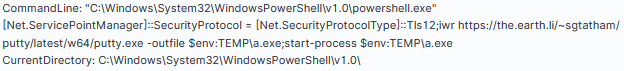 CommandLine: "C:\Windows\System32\WindowsPowerShell\v1.0\powershell.exe"
[Net.ServicePointManager]::SecurityProtocol = [Net.SecurityProtocolType]::Tls12;iwr https://the.earth.li/~sgtatham/
putty/latest/w64/putty.exe -outfile $env:TEMP\a.exe;start-process $env:TEMP\a.exe
CurrentDirectory: C:\Windows\System32\WindowsPowerShell\v1.0\